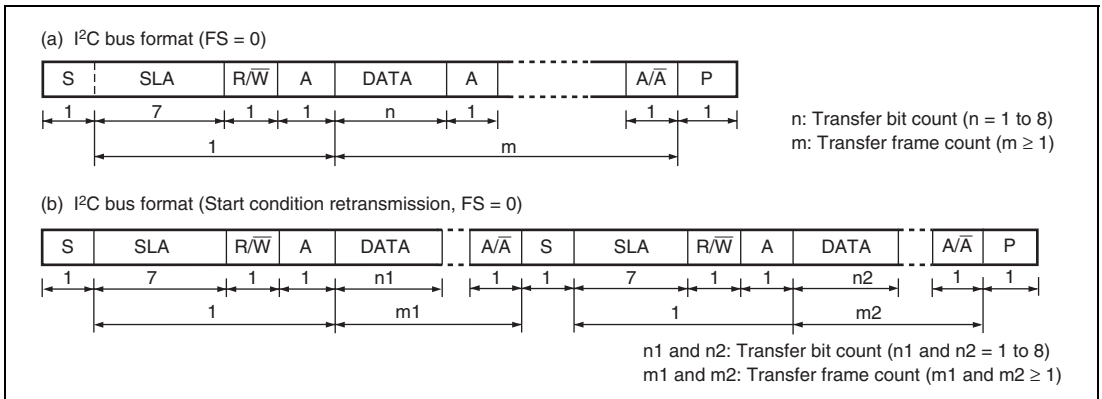 (a) I²C bus format (FS = 0)
S SLA R/W̅ A DATA A A/A̅ P
1 7 1 1 n 1 1 1
1 m
n: Transfer bit count (n = 1 to 8)
m: Transfer frame count (m ≥ 1)
(b) I²C bus format (Start condition retransmission, FS = 0)
S SLA R/W̅ A DATA A/A̅ S SLA R/W̅ A DATA A/A̅ P
1 7 1 1 n1 1 1 7 1 1 n2 1 1
1 m1 1 m2
n1 and n2: Transfer bit count (n1 and n2 = 1 to 8)
m1 and m2: Transfer frame count (m1 and m2 ≥ 1)